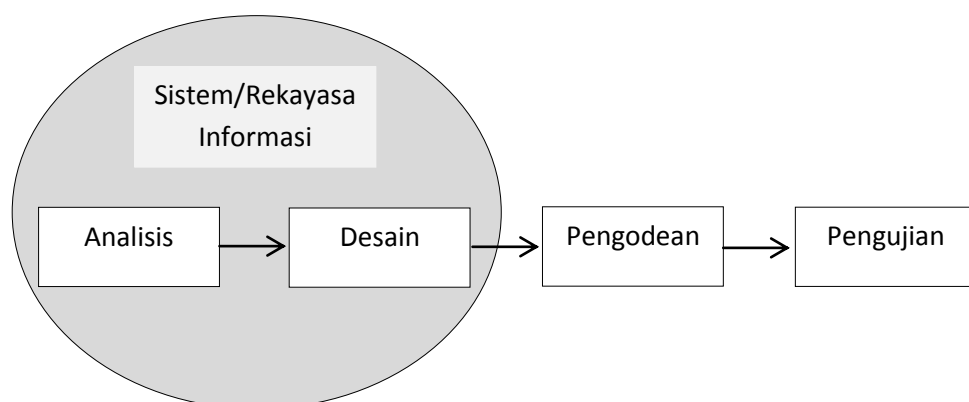 Sistem/Rekayasa
Informasi
Analisis
Desain
Pengodean
Pengujian